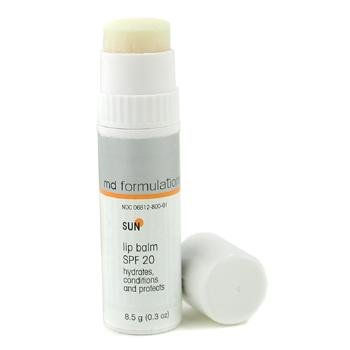 md formulation
NDC 06812-800-01
SUN
lip balm
SPF 20
hydrates,
conditions
and protects
8.5 g (0.3 oz)